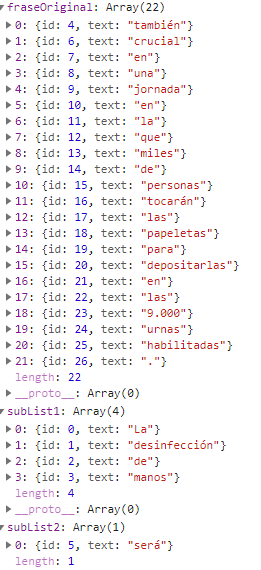 ▼fraseOriginal: Array(22)
▶0: {id: 4, text: "también"}
▶1: {id: 6, text: "crucial"}
▶2: {id: 7, text: "en"}
▶3: {id: 8, text: "una"}
▶4: {id: 9, text: "jornada"}
▶5: {id: 10, text: "en"}
▶6: {id: 11, text: "la"}
▶7: {id: 12, text: "que"}
▶8: {id: 13, text: "miles"}
▶9: {id: 14, text: "de"}
▶10: {id: 15, text: "personas"}
▶11: {id: 16, text: "tocarán"}
▶12: {id: 17, text: "las"}
▶13: {id: 18, text: "papeletas"}
▶14: {id: 19, text: "para"}
▶15: {id: 20, text: "depositarlas"}
▶16: {id: 21, text: "en"}
▶17: {id: 22, text: "las"}
▶18: {id: 23, text: "9.000"}
▶19: {id: 24, text: "urnas"}
▶20: {id: 25, text: "habilitadas"}
▶21: {id: 26, text: "."}
length: 22
▶__proto__: Array(0)
▼subList1: Array(4)
▶0: {id: 0, text: "La"}
▶1: {id: 1, text: "desinfección"}
▶2: {id: 2, text: "de"}
▶3: {id: 3, text: "manos"}
length: 4
▶__proto__: Array(0)
▼subList2: Array(1)
▶0: {id: 5, text: "será"}
length: 1